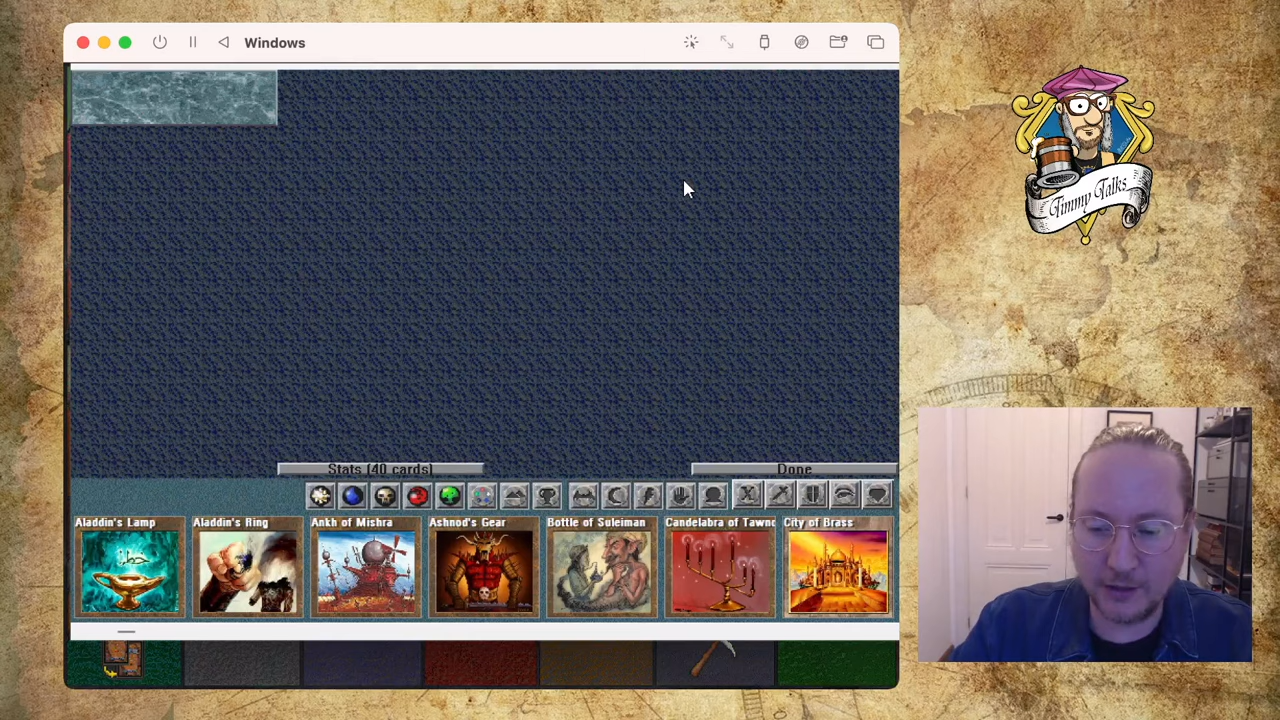 Windows
Timmy Talks
Stats (40 cards)
Done
Aladdin's Lamp
Aladdin's Ring
Ankh of Mishra
Ashnod's Gear
Bottle of Suleiman
Candelabra of Tawno
City of Brass